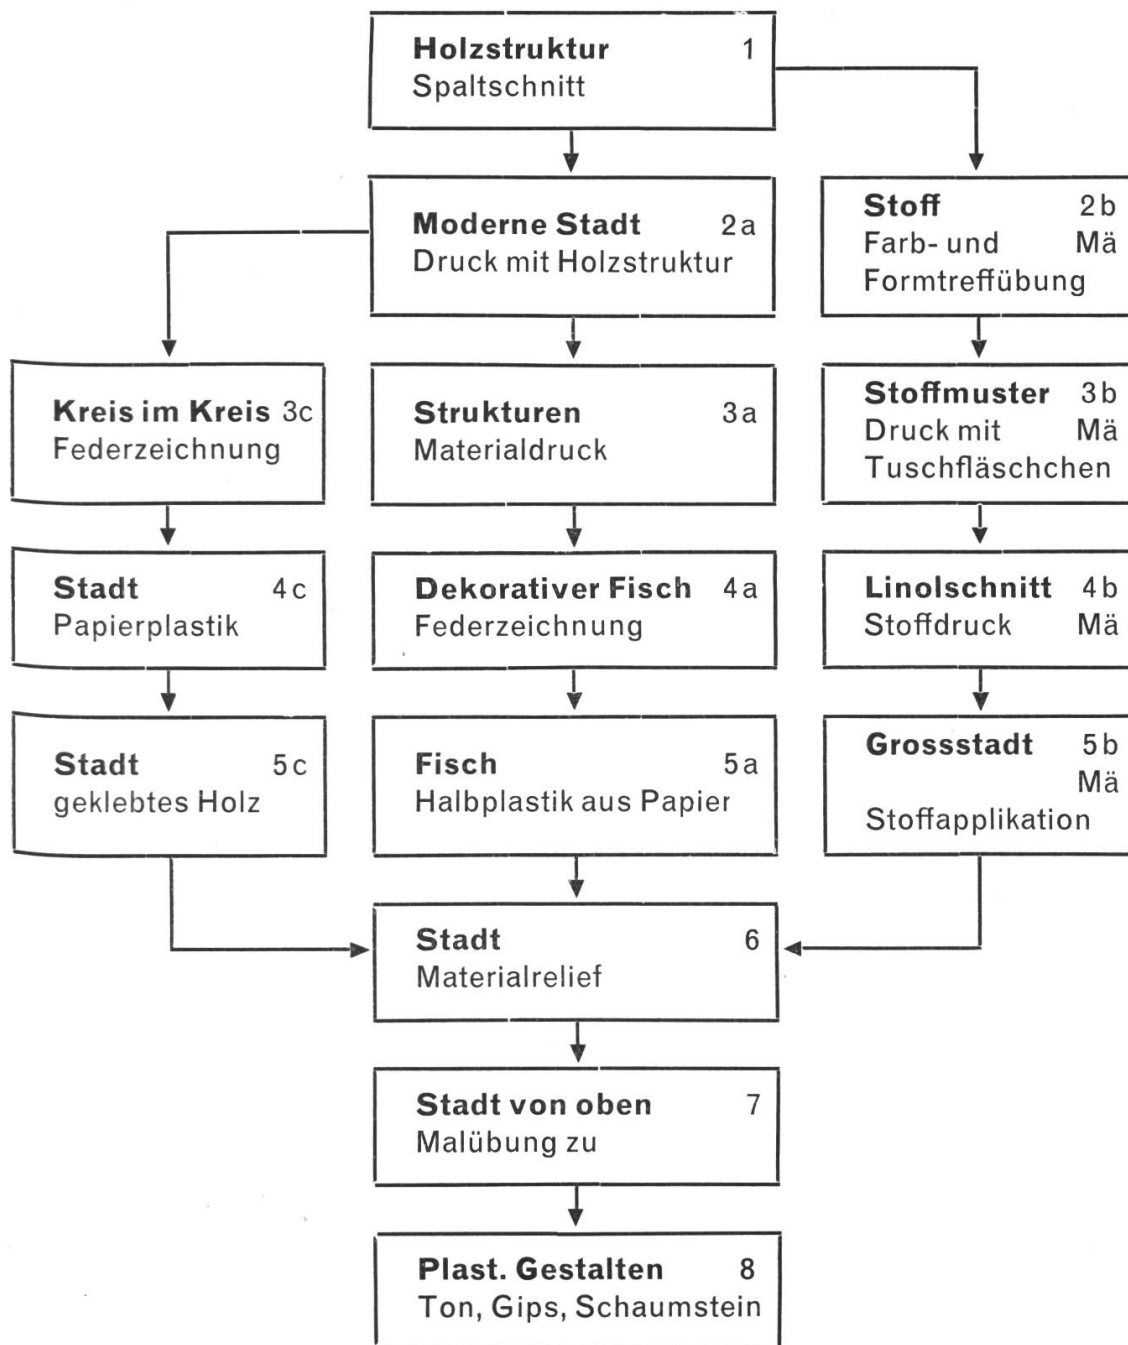 Holzstruktur 1
Spaltschnitt
Moderne Stadt 2a
Druck mit Holzstruktur
Stoff 2b
Farb- und Mä
Formtreffübung
Kreis im Kreis 3c
Federzeichnung
Strukturen 3a
Materialdruck
Stoffmuster 3b
Druck mit Mä
Tuschfläschchen
Stadt 4c
Papierplastik
Dekorativer Fisch 4a
Federzeichnung
Linolschnitt 4b
Stoffdruck Mä
Stadt 5c
geklebtes Holz
Fisch 5a
Halbplastik aus Papier
Grossstadt 5b
Mä
Stoffapplikation
Stadt 6
Materialrelief
Stadt von oben 7
Malübung zu
Plast. Gestalten 8
Ton, Gips, Schaumstein